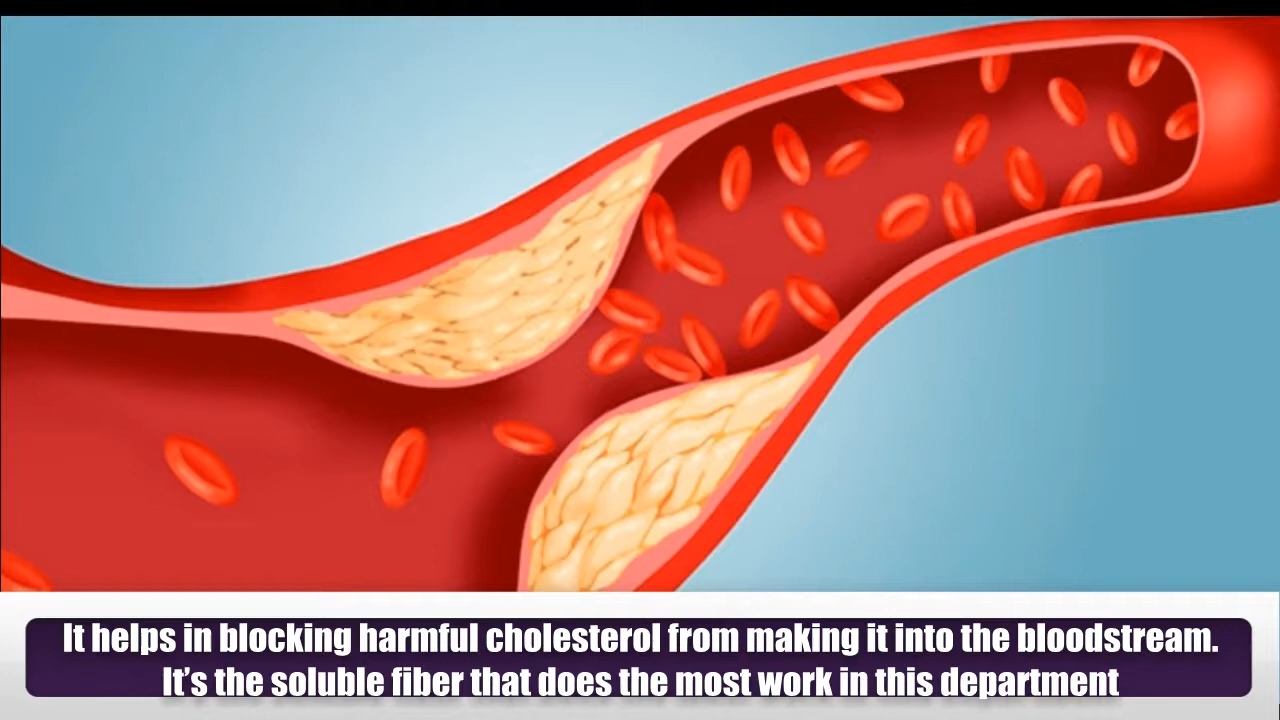 It helps in blocking harmful cholesterol from making it into the bloodstream.
It’s the soluble fiber that does the most work in this department